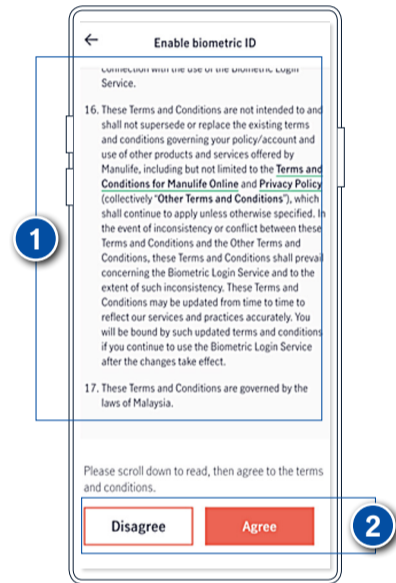 Enable biometric ID
connection with the use of the Biometric Login
Service.
16. These Terms and Conditions are not intended to and
shall not supersede or replace the existing terms
and conditions governing your policy/account and
use of other products and services offered by
Manulife, including but not limited to the Terms and
Conditions for Manulife Online and Privacy Policy
(collectively "Other Terms and Conditions"), which
shall continue to apply unless otherwise specified. In
the event of inconsistency or conflict between these
Terms and Conditions and the Other Terms and
Conditions, these Terms and Conditions shall prevail
concerning the Biometric Login Service and to the
extent of such inconsistency. These Terms and
Conditions may be updated from time to time to
reflect our services and practices accurately. You
will be bound by such updated terms and conditions
if you continue to use the Biometric Login Service
after the changes take effect.
17. These Terms and Conditions are governed by the
laws of Malaysia.
1
Please scroll down to read, then agree to the terms
and conditions.
Disagree
Agree
2